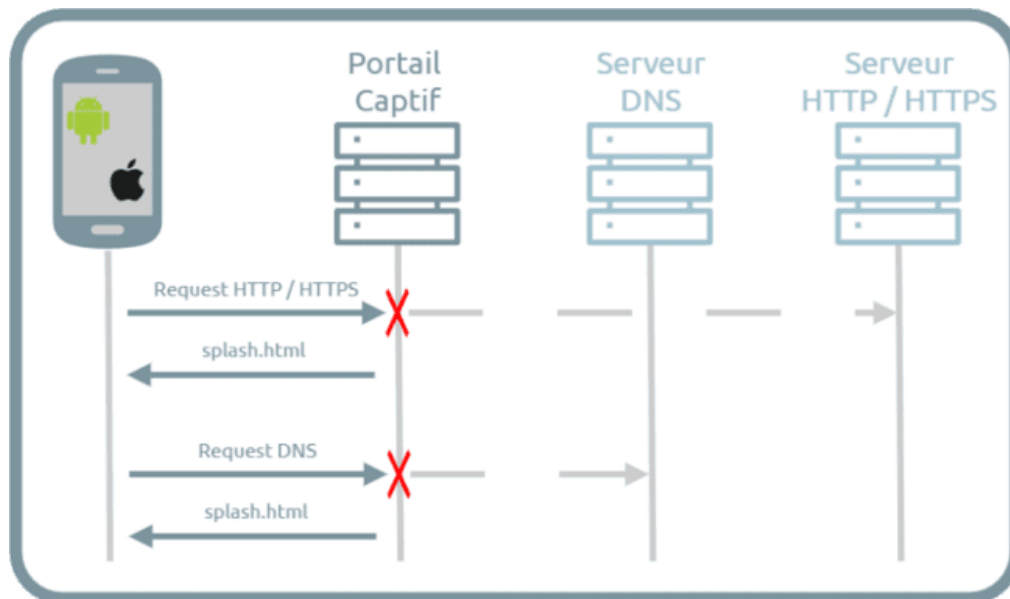 Portail
Captif
Serveur
DNS
Serveur
HTTP / HTTPS
Request HTTP / HTTPS
splash.html
Request DNS
splash.html